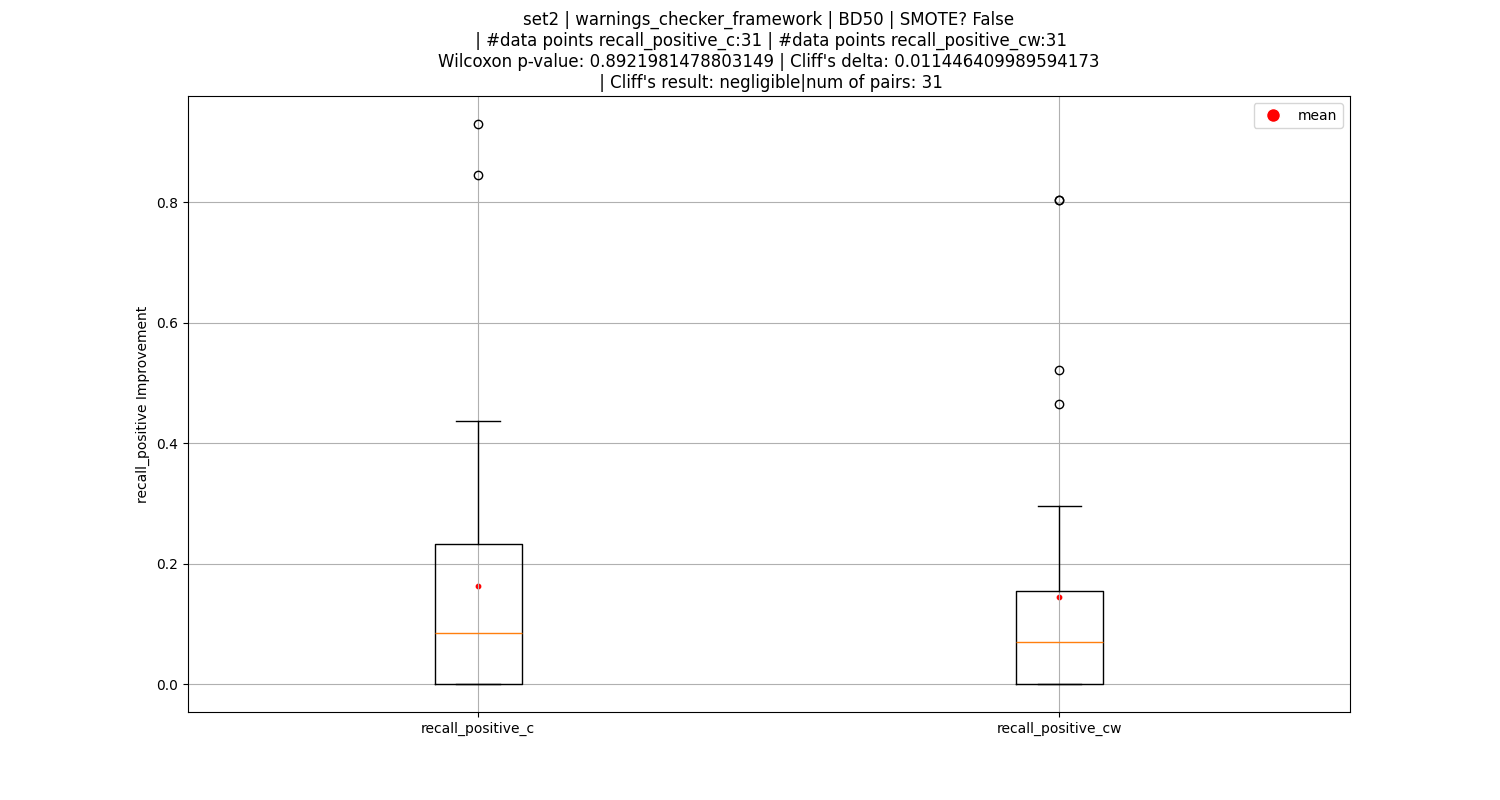 set2 | warnings_checker_framework | BD50 | SMOTE? False
| #data points recall_positive_c:31 | #data points recall_positive_cw:31
Wilcoxon p-value: 0.8921981478803149 | Cliff's delta: 0.011446409989594173
| Cliff's result: negligible|num of pairs: 31
mean
recall_positive Improvement
0.8
0.6
0.4
0.2
0.0
recall_positive_c
recall_positive_cw